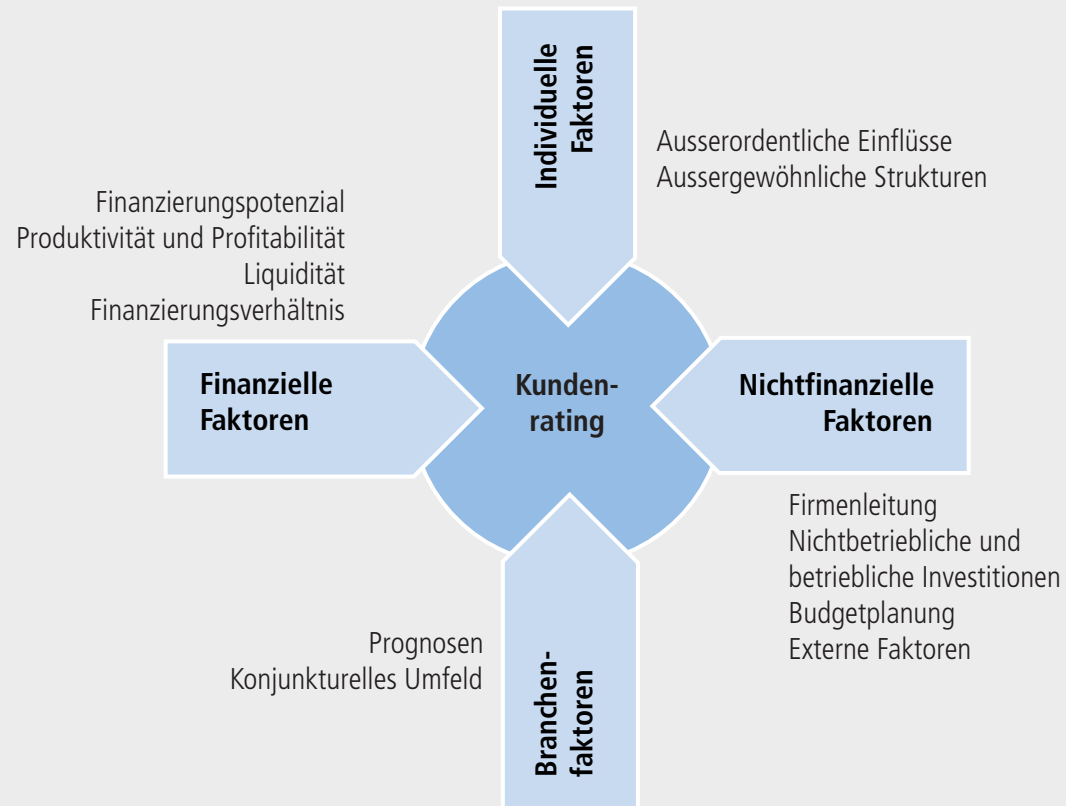 Individuelle
Faktoren
Ausserordentliche Einflüsse
Aussergewöhnliche Strukturen
Finanzierungspotenzial
Produktivität und Profitabilität
Liquidität
Finanzierungsverhältnis
Finanzielle
Faktoren
Kunden-
rating
Nichtfinanzielle
Faktoren
Firmenleitung
Nichtbetriebliche und
betriebliche Investitionen
Budgetplanung
Externe Faktoren
Prognosen
Konjunkturelles Umfeld
Branchen-
faktoren